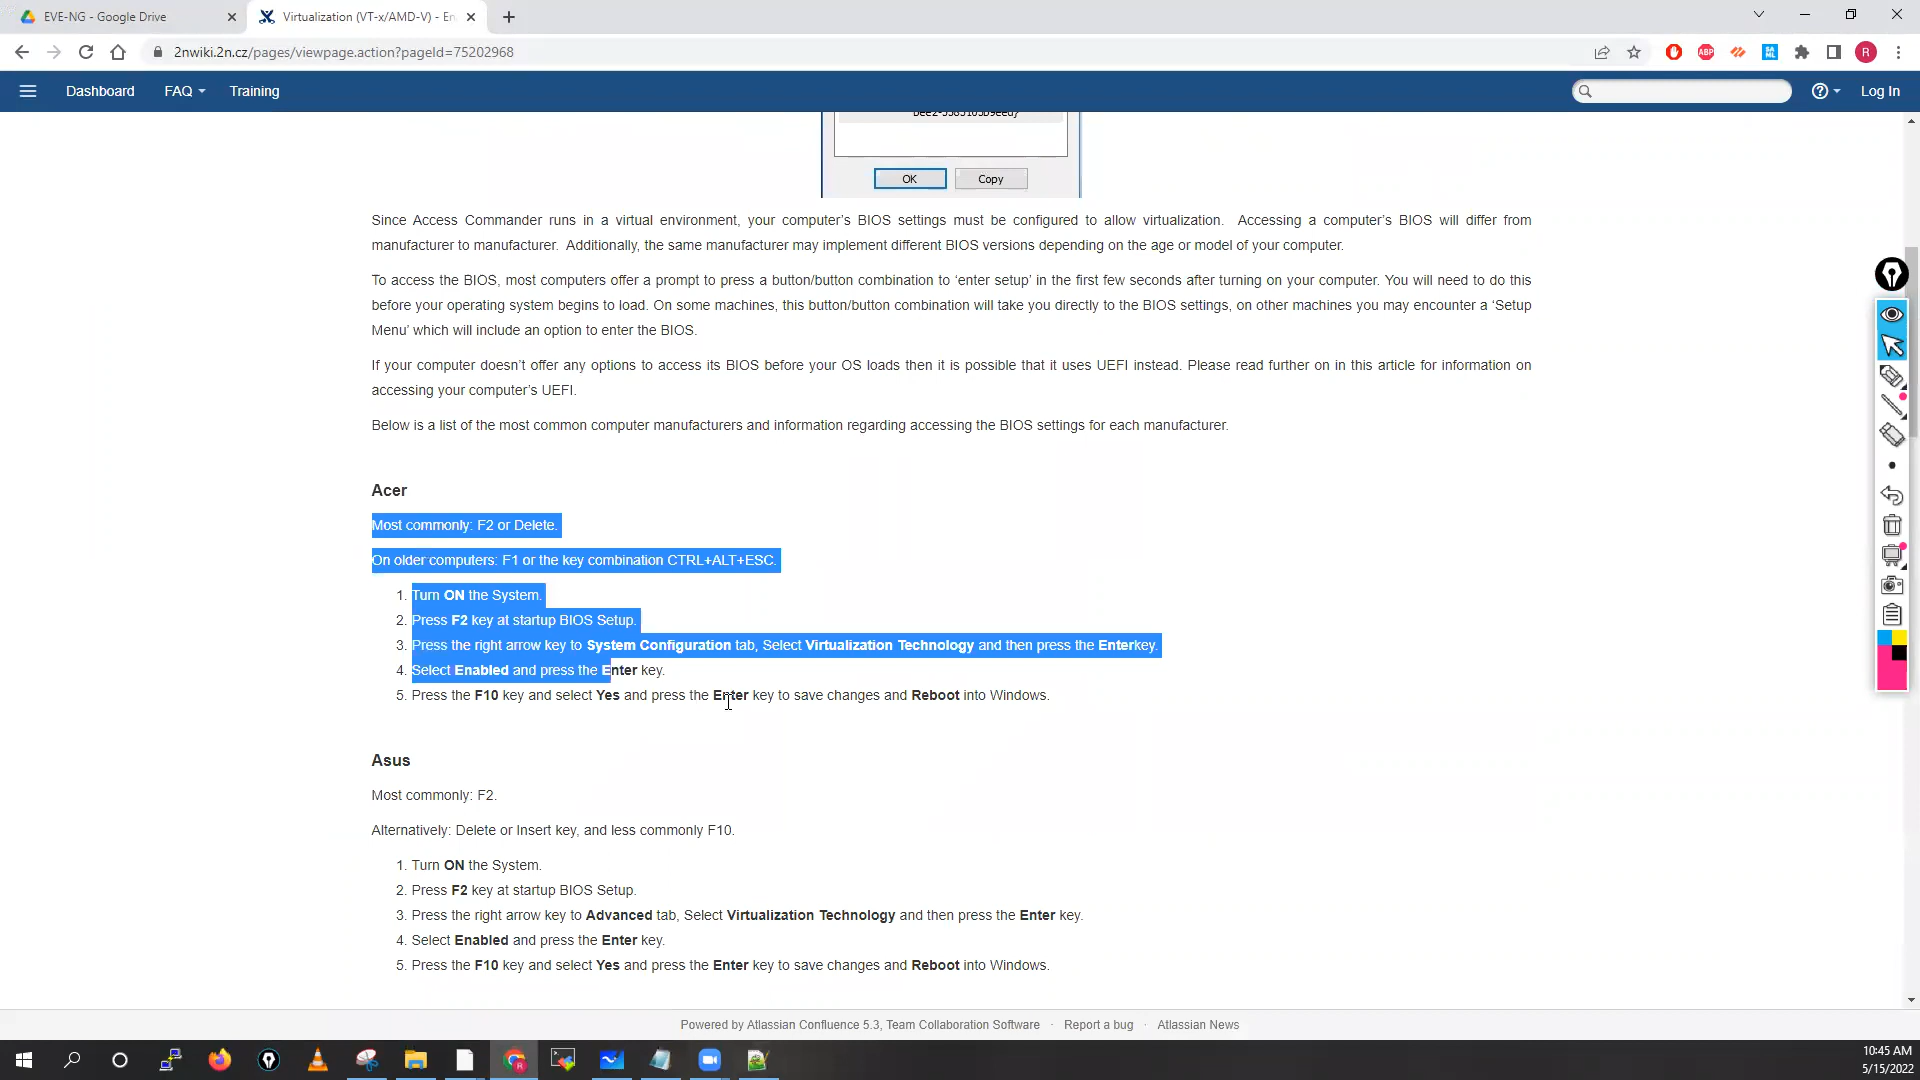 EVE-NG - Google Drive
Virtualization (VT-x/AMD-V) - En
2nwiki.2n.cz/pages/viewpage.action?pageId=75202968
ABP
R
Dashboard
FAQ
Training
Log In
OK
Copy
Since Access Commander runs in a virtual environment, your computer's BIOS settings must be configured to allow virtualization.  Accessing a computer's BIOS will differ from
manufacturer to manufacturer.  Additionally, the same manufacturer may implement different BIOS versions depending on the age or model of your computer.
To access the BIOS, most computers offer a prompt to press a button/button combination to ‘enter setup’ in the first few seconds after turning on your computer. You will need to do this
before your operating system begins to load. On some machines, this button/button combination will take you directly to the BIOS settings, on other machines you may encounter a ‘Setup
Menu’ which will include an option to enter the BIOS.
If your computer doesn’t offer any options to access its BIOS before your OS loads then it is possible that it uses UEFI instead. Please read further on in this article for information on
accessing your computer’s UEFI.
Below is a list of the most common computer manufacturers and information regarding accessing the BIOS settings for each manufacturer.
Acer
Most commonly: F2 or Delete.
On older computers: F1 or the key combination CTRL+ALT+ESC.
1. Turn ON the System.
2. Press F2 key at startup BIOS Setup.
3. Press the right arrow key to System Configuration tab, Select Virtualization Technology and then press the Enterkey.
4. Select Enabled and press the Enter key.
5. Press the F10 key and select Yes and press the Enter key to save changes and Reboot into Windows.
Asus
Most commonly: F2.
Alternatively: Delete or Insert key, and less commonly F10.
1. Turn ON the System.
2. Press F2 key at startup BIOS Setup.
3. Press the right arrow key to Advanced tab, Select Virtualization Technology and then press the Enter key.
4. Select Enabled and press the Enter key.
5. Press the F10 key and select Yes and press the Enter key to save changes and Reboot into Windows.
Powered by Atlassian Confluence 5.3, Team Collaboration Software · Report a bug · Atlassian News
10:45 AM
5/15/2022